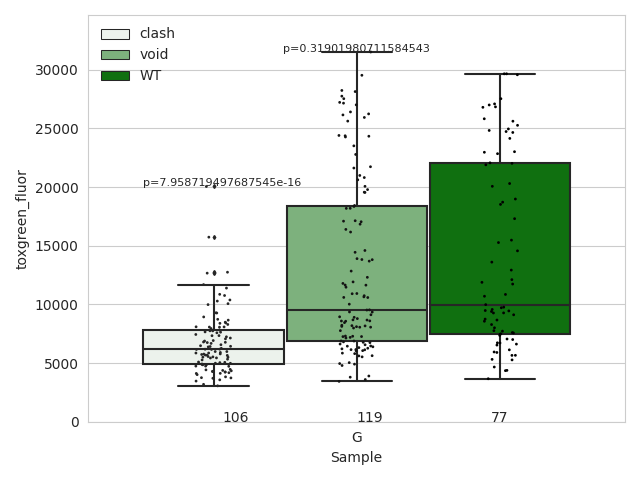 clash
void
WT
p=0.31901980711584543
p=7.958719497687545e-16
toxgreen_fluor
30000
25000
20000
15000
10000
5000
0
106 119 77
G
Sample